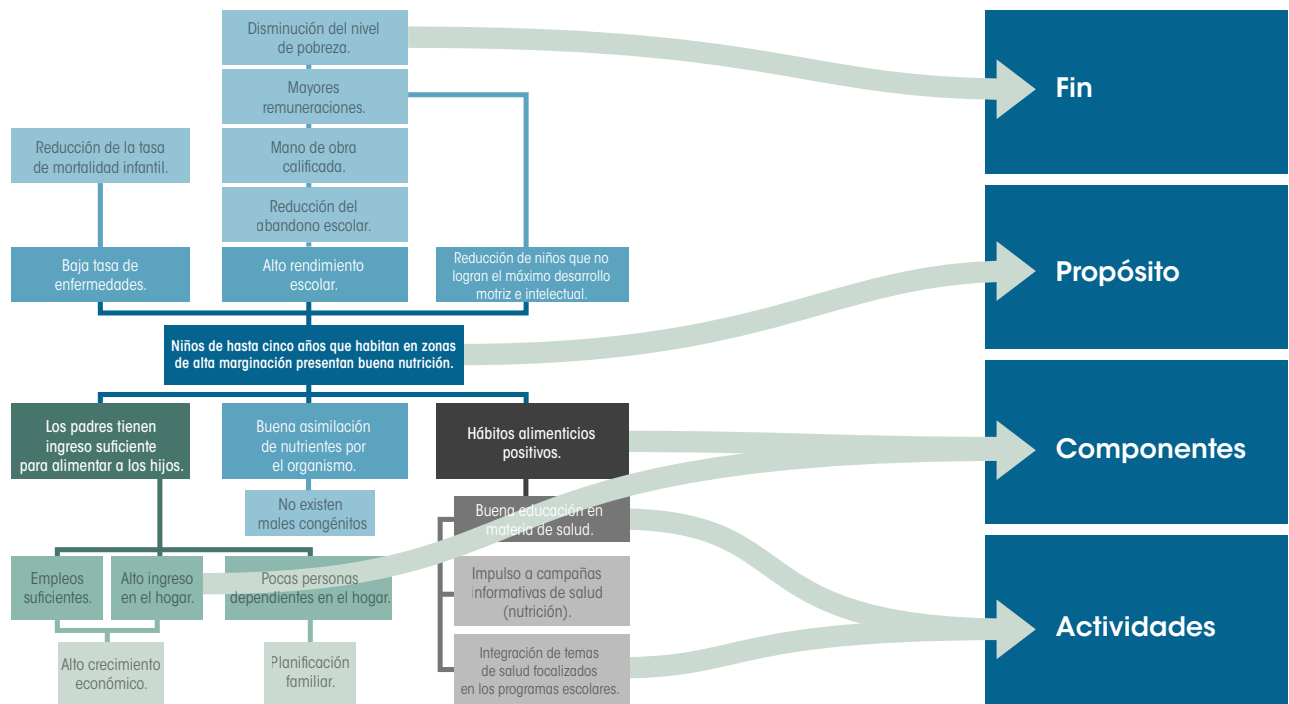 Disminución del nivel
de pobreza.
Fin
Mayores
remuneraciones.
Reducción de la tasa
de mortalidad infantil.
Mano de obra
calificada.
Reducción del
abandono escolar.
Baja tasa de
enfermedades.
Alto rendimiento
escolar.
Reducción de niños que no
logran el máximo desarrollo
motriz e intelectual.
Propósito
Niños de hasta cinco años que habitan en zonas
de alta marginación presentan buena nutrición.
Los padres tienen
ingreso suficiente
para alimentar a los hijos.
Buena asimilación
de nutrientes por
el organismo.
Hábitos alimenticios
positivos.
Componentes
No existen
males congénitos
Buena educación en
materia de salud.
Empleos
suficientes.
Alto ingreso
en el hogar.
Pocas personas
dependientes en el hogar.
Impulso a campañas
informativas de salud
(nutrición).
Actividades
Alto crecimiento
económico.
Planificación
familiar.
Integración de temas
de salud focalizados
en los programas escolares.